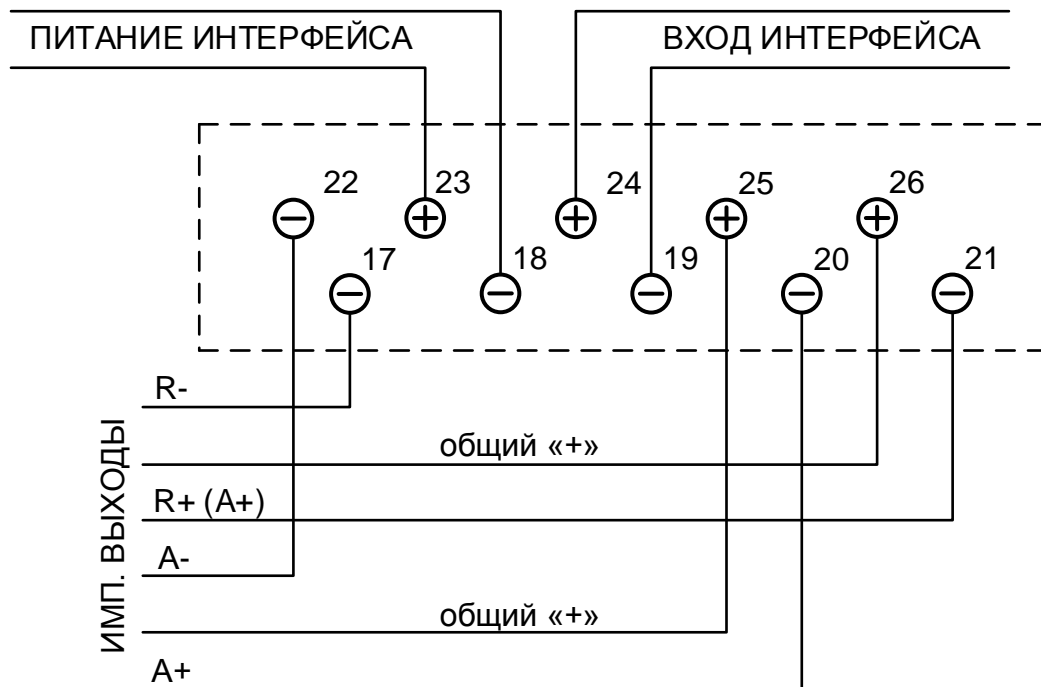 ПИТАНИЕ ИНТЕРФЕЙСА
ВХОД ИНТЕРФЕЙСА
22
23
24
25
26
17
18
19
20
21
R-
общий «+»
R+ (A+)
A-
общий «+»
A+
ИМП. ВЫХОДЫ